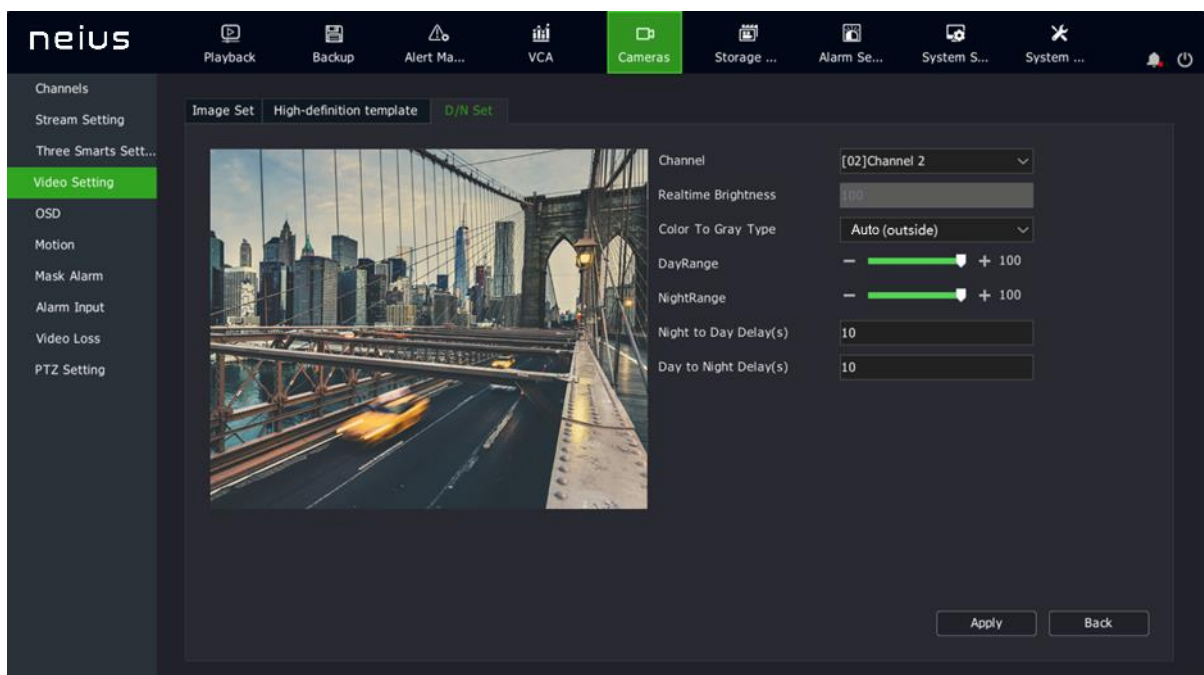 neius
Playback
Backup
Alert Ma...
VCA
Cameras
Storage ...
Alarm Se...
System S...
System ...
Channels
Stream Setting
Three Smarts Sett...
Video Setting
OSD
Motion
Mask Alarm
Alarm Input
Video Loss
PTZ Setting
Image Set
High-definition template
D/N Set
Channel
[02]Channel 2
Realtime Brightness
100
Color To Gray Type
Auto (outside)
DayRange
− + 100
NightRange
− + 100
Night to Day Delay(s)
10
Day to Night Delay(s)
10
Apply
Back